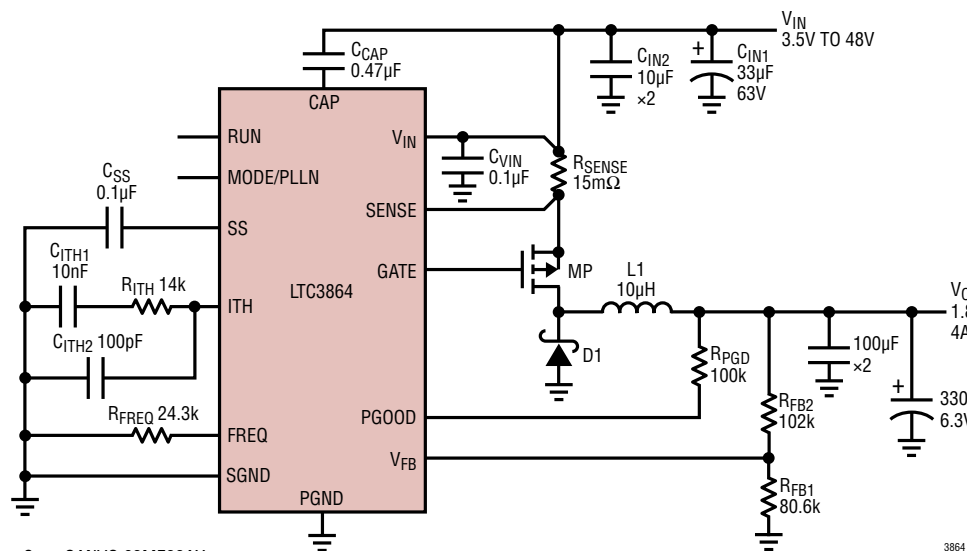 VIN
3.5V TO 48V
CCAP
0.47µF
CIN2
10µF
×2
+
CIN1
33µF
63V
CAP
RUN
VIN
CVIN
0.1µF
RSENSE
15mΩ
MODE/PLLN
CSS
0.1µF
SENSE
SS
CITH1
10nF
GATE
MP
RITH 14k
LTC3864
L1
10µH
ITH
CITH2 100pF
D1
RPGD
100k
100µF
×2
RFREQ 24.3k
PGOOD
RFB2
102k
+
6.3V
FREQ
VFB
SGND
RFB1
80.6k
PGND
3864